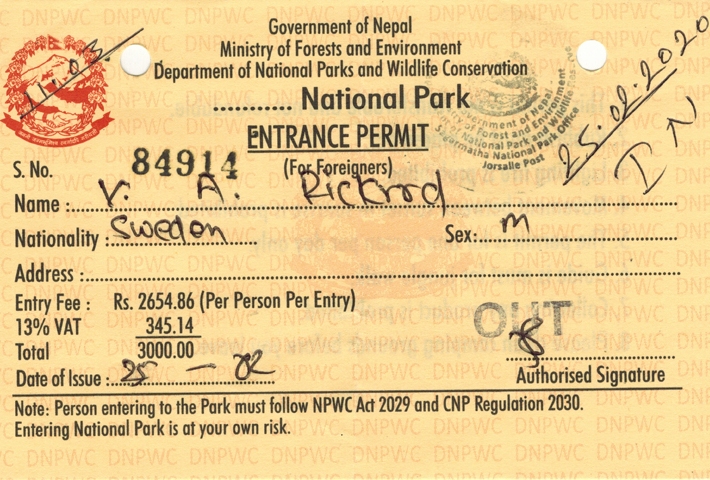 Government of Nepal
Ministry of Forests and Environment
Department of National Parks and Wildlife Conservation
............ National Park
ENTRANCE PERMIT
(For Foreigners)
11.03.
25.02.2020
IN
Government of Nepal
Ministry of Forests and Environment
Department of National Park and Wildlife Reserve
Sagarmatha National Park Office
Jorsalle Post
S. No. 84914
Name : V. A. Rickrod
Nationality : Sweden Sex: m
Address :
Entry Fee : Rs. 2654.86 (Per Person Per Entry)
13% VAT 345.14
Total 3000.00
OUT
Date of Issue : 25 — 02
Authorised Signature
Note: Person entering to the Park must follow NPWC Act 2029 and CNP Regulation 2030.
Entering National Park is at your own risk.